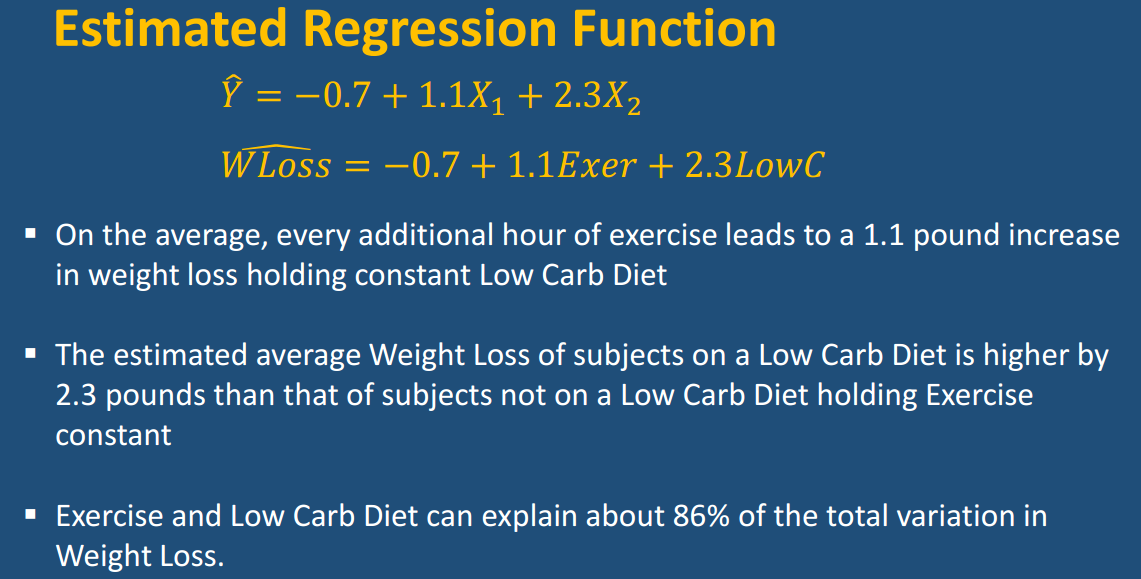 Estimated Regression Function
Ŷ = −0.7 + 1.1X₁ + 2.3X₂
\widehat{WLoss} = −0.7 + 1.1Exer + 2.3LowC
▪ On the average, every additional hour of exercise leads to a 1.1 pound increase
in weight loss holding constant Low Carb Diet
▪ The estimated average Weight Loss of subjects on a Low Carb Diet is higher by
2.3 pounds than that of subjects not on a Low Carb Diet holding Exercise
constant
▪ Exercise and Low Carb Diet can explain about 86% of the total variation in
Weight Loss.